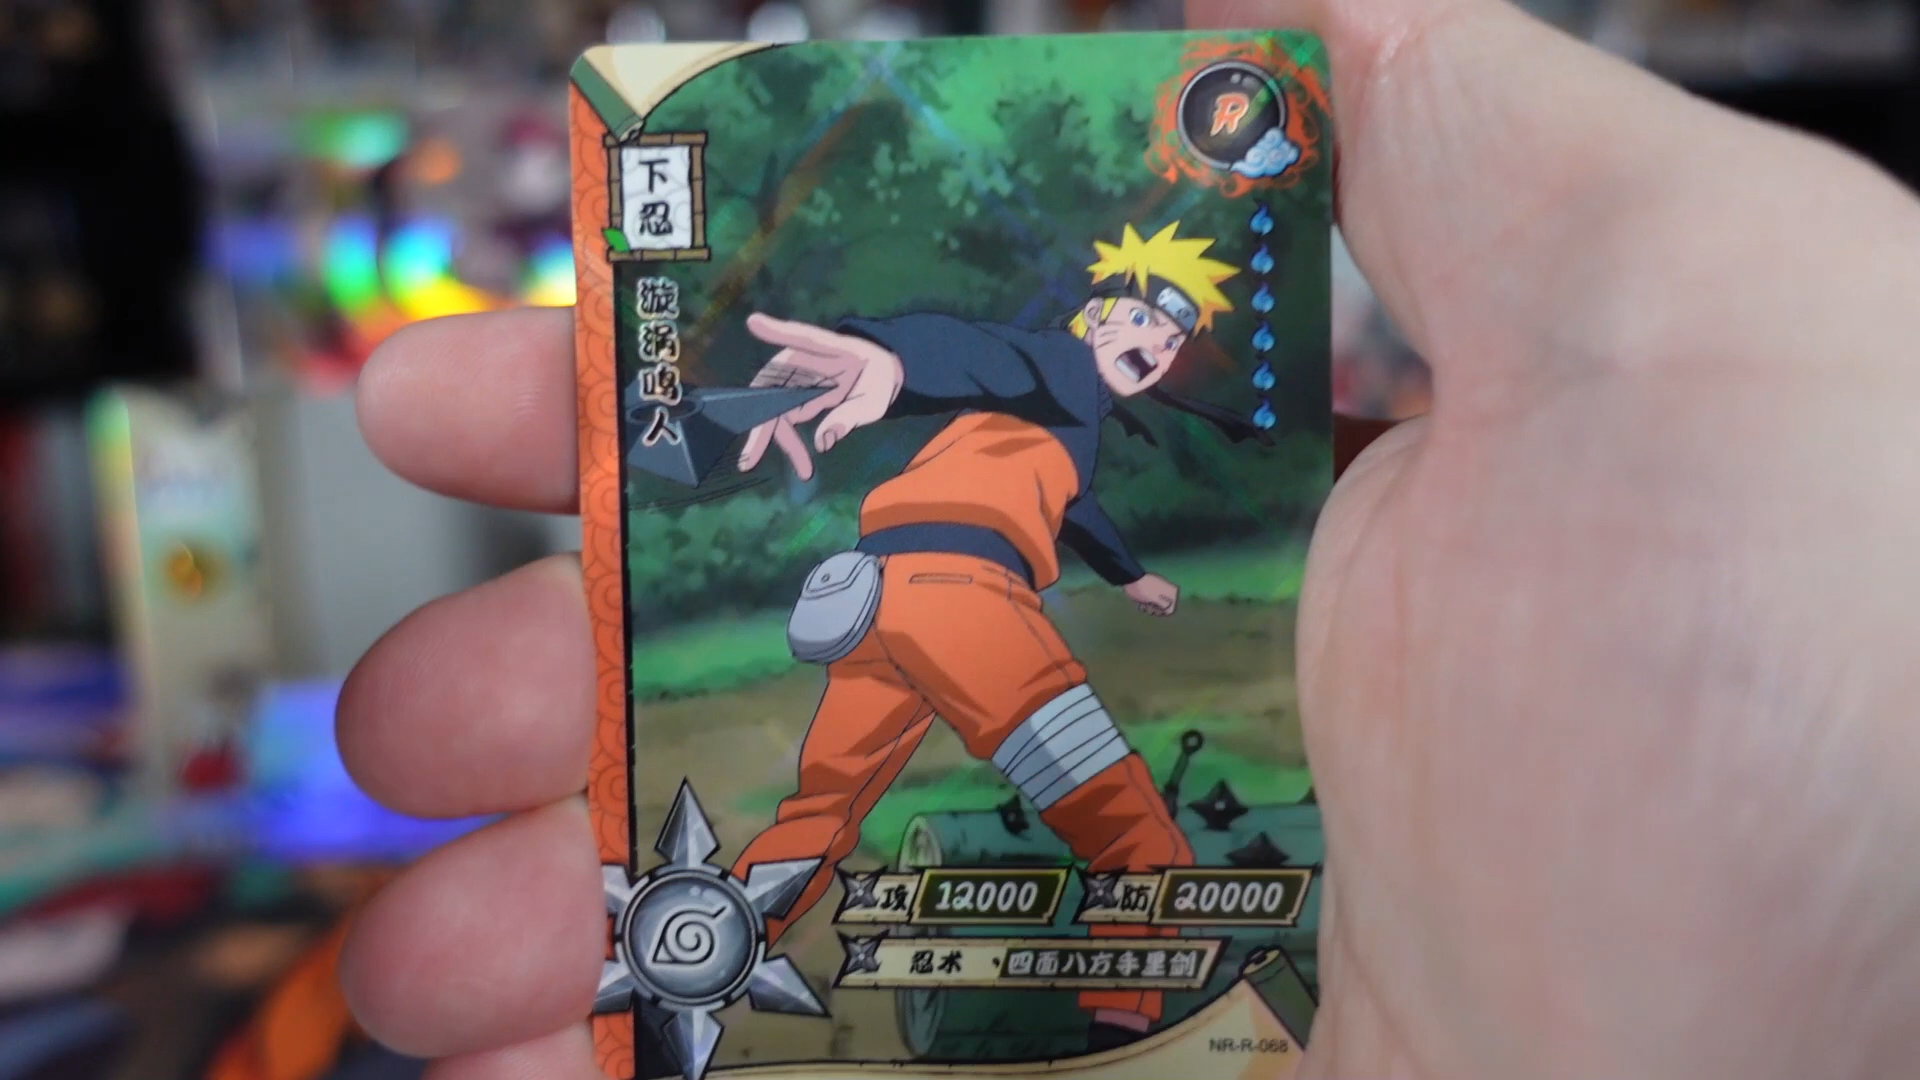 R
下忍
漩涡鸣人
攻 12000
防 20000
忍术 · 四面八方手里剑
NR-R-068